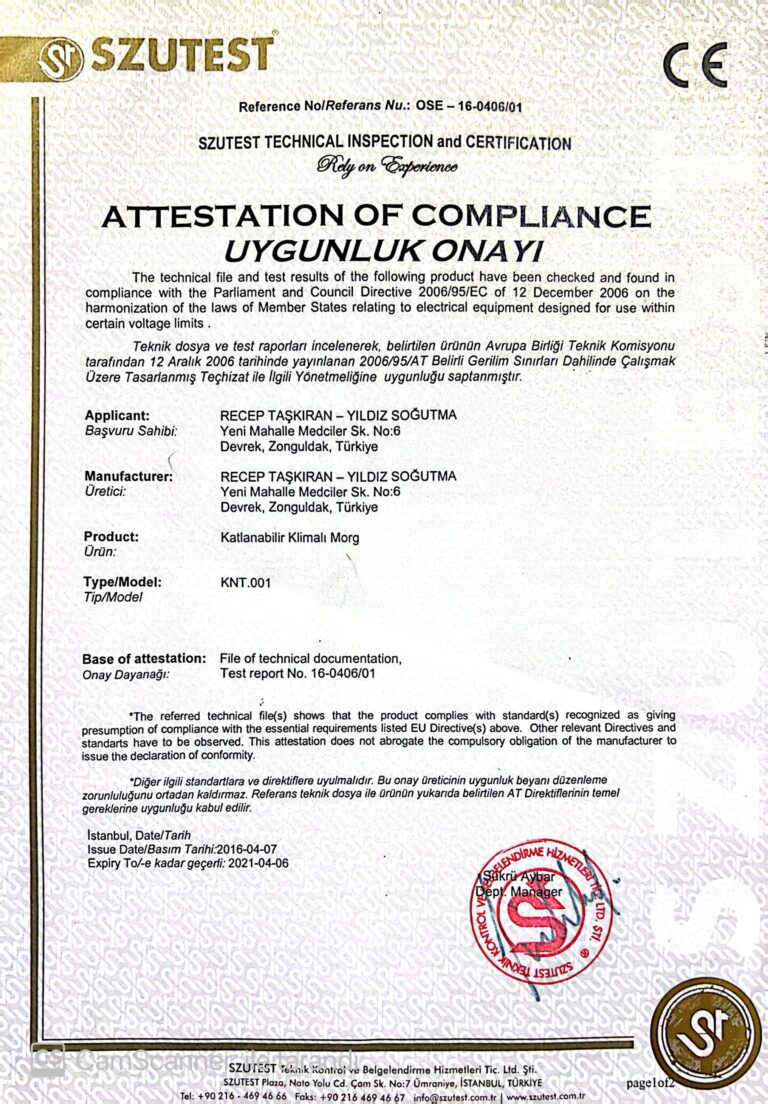 SZUTEST
CE
Reference No/Referans Nu.: OSE – 16-0406/01
SZUTEST TECHNICAL INSPECTION and CERTIFICATION
Rely on Experience
ATTESTATION OF COMPLIANCE
UYGUNLUK ONAYI
The technical file and test results of the following product have been checked and found in
compliance with the Parliament and Council Directive 2006/95/EC of 12 December 2006 on the
harmonization of the laws of Member States relating to electrical equipment designed for use within
certain voltage limits .
Teknik dosya ve test raporları incelenerek, belirtilen ürünün Avrupa Birliği Teknik Komisyonu
tarafından 12 Aralık 2006 tarihinde yayınlanan 2006/95/AT Belirli Gerilim Sınırları Dahilinde Çalışmak
Üzere Tasarlanmış Teçhizat ile İlgili Yönetmeliğine uygunluğu saptanmıştır.
Applicant: RECEP TAŞKIRAN – YILDIZ SOĞUTMA
Başvuru Sahibi: Yeni Mahalle Medciler Sk. No:6
Devrek, Zonguldak, Türkiye
Manufacturer: RECEP TAŞKIRAN – YILDIZ SOĞUTMA
Üretici: Yeni Mahalle Medciler Sk. No:6
Devrek, Zonguldak, Türkiye
Product: Katlanabilir Klimalı Morg
Ürün:
Type/Model: KNT.001
Tip/Model
Base of attestation: File of technical documentation,
Onay Dayanağı: Test report No. 16-0406/01
*The referred technical file(s) shows that the product complies with standard(s) recognized as giving
presumption of compliance with the essential requirements listed EU Directive(s) above. Other relevant Directives and
standarts have to be observed. This attestation does not abrogate the compulsory obligation of the manufacturer to
issue the declaration of conformity.
*Diğer ilgili standartlara ve direktiflere uyulmalıdır. Bu onay üreticinin uygunluk beyanı düzenleme
zorunluluğunu ortadan kaldırmaz. Referans teknik dosya ile ürünün yukarıda belirtilen AT Direktiflerinin temel
gereklerine uygunluğu kabul edilir.
İstanbul, Date/Tarih
Issue Date/Basım Tarihi:2016-04-07
Expiry To/-e kadar geçerli: 2021-04-06
Şükrü Aybar
Dept. Manager
SZUTEST TEKNİK KONTROL VE BELGELENDİRME HİZMETLERİ TİC. LTD. ŞTİ.
CS CamScanner ile tarandı
SZUTEST Teknik Kontrol ve Belgelendirme Hizmetleri Tic. Ltd. Şti.
SZUTEST Plaza, Nato Yolu Cd. Çam Sk. No:7 Ümraniye, İSTANBUL, TÜRKİYE
Tel: +90 216 - 469 46 66 Faks: +90 216 469 46 67 info@szutest.com.tr | www.szutest.com.tr
page1of2